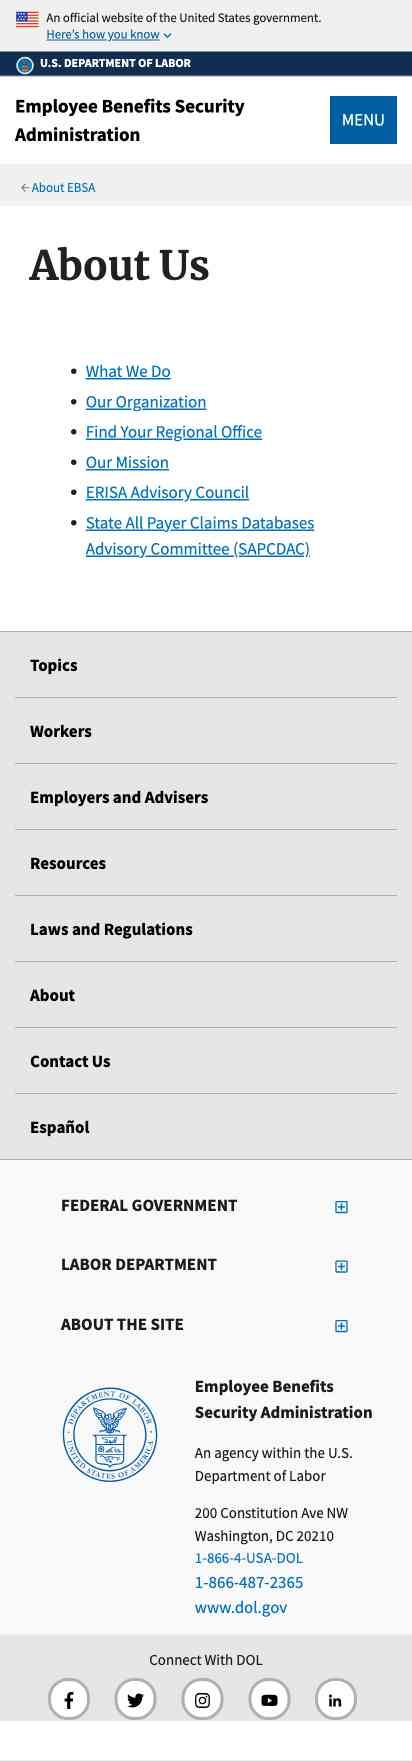 An official website of the United States government.
Here's how you know
U.S. DEPARTMENT OF LABOR
Employee Benefits Security
Administration
MENU
About EBSA
About Us
What We Do
Our Organization
Find Your Regional Office
Our Mission
ERISA Advisory Council
State All Payer Claims Databases
Advisory Committee (SAPCDAC)
Topics
Workers
Employers and Advisers
Resources
Laws and Regulations
About
Contact Us
Español
FEDERAL GOVERNMENT
LABOR DEPARTMENT
ABOUT THE SITE
DEPARTMENT OF LABOR
UNITED STATES OF AMERICA
Employee Benefits
Security Administration
An agency within the U.S.
Department of Labor
200 Constitution Ave NW
Washington, DC 20210
1-866-4-USA-DOL
1-866-487-2365
www.dol.gov
Connect With DOL